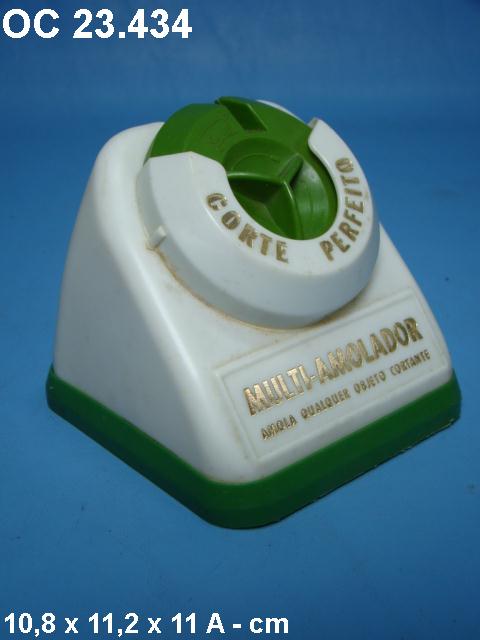 OC 23.434
CORTE PERFEITO
MULTI-AMOLADOR
AMOLA QUALQUER OBJETO CORTANTE
10,8 x 11,2 x 11 A - cm